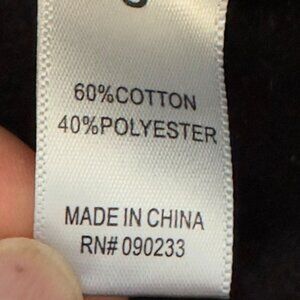 60%COTTON
40%POLYESTER
MADE IN CHINA
RN# 090233